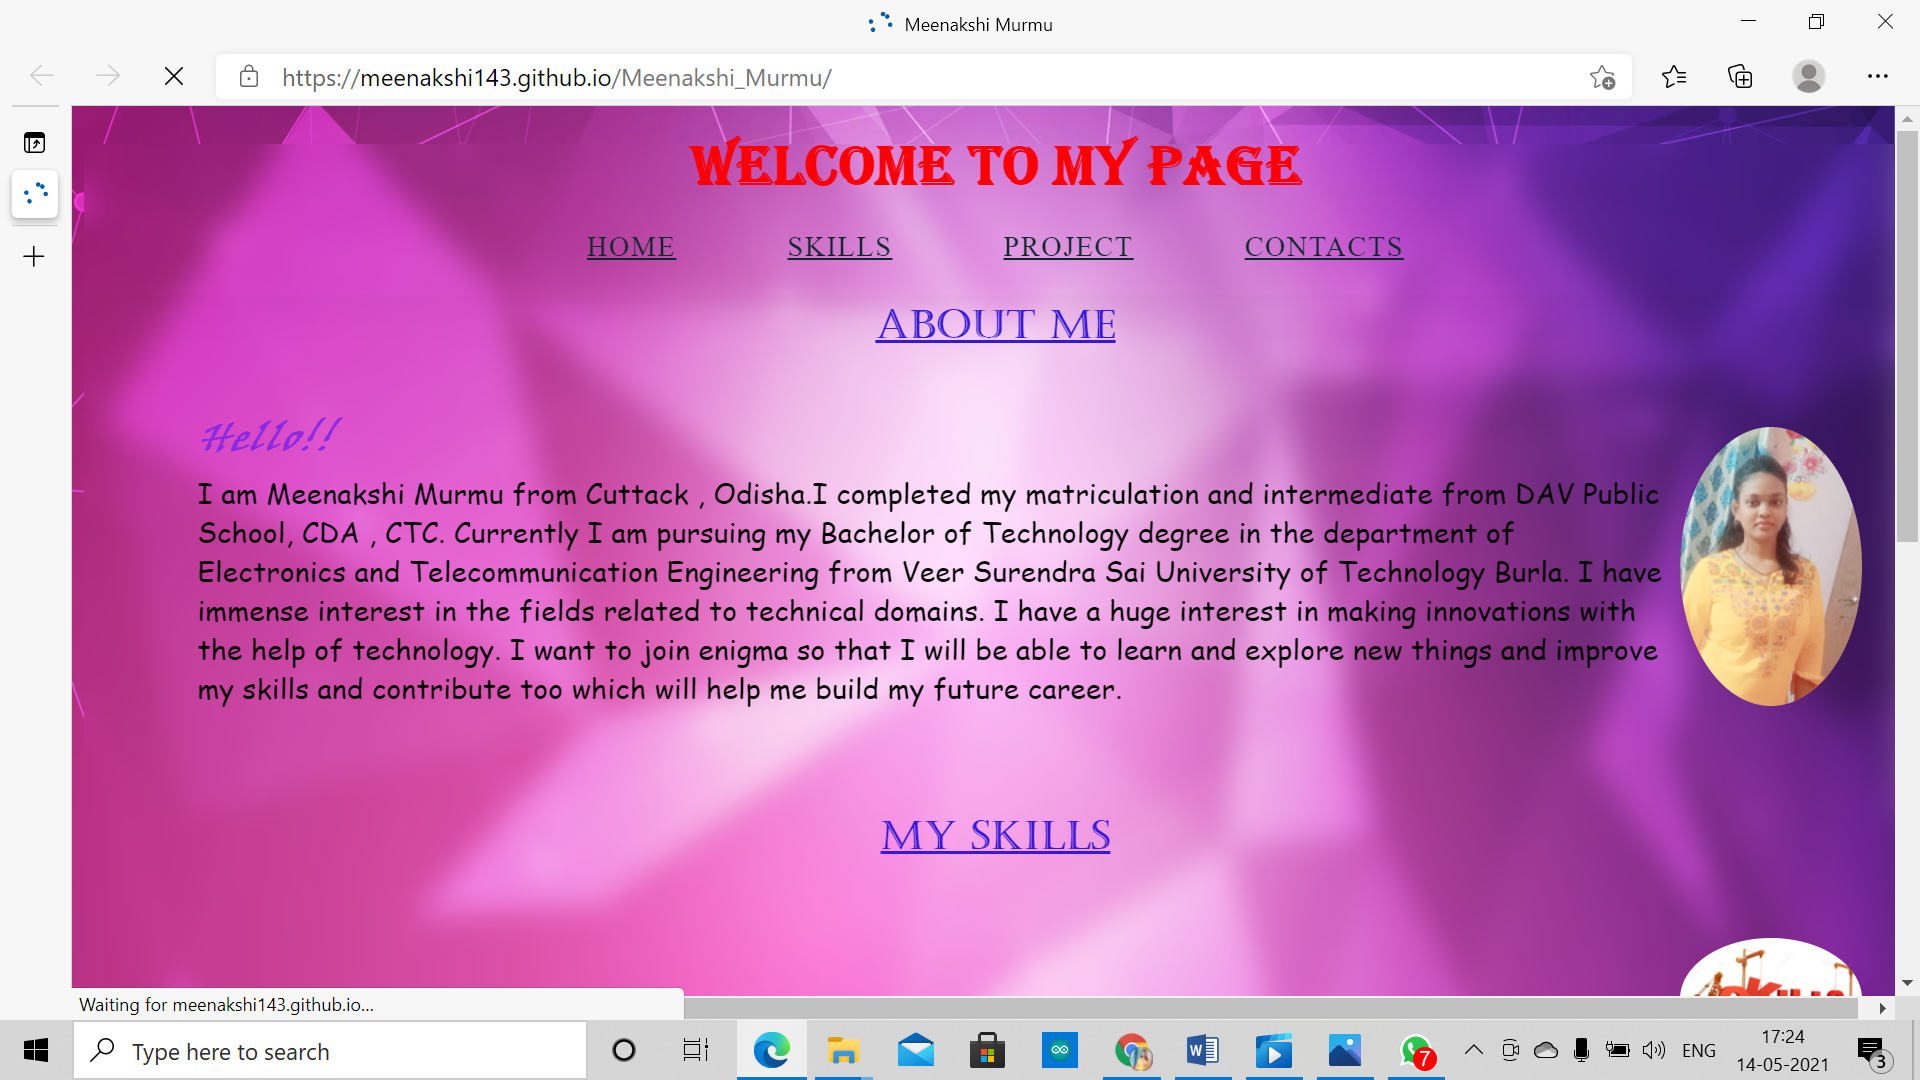 Meenakshi Murmu
https://meenakshi143.github.io/Meenakshi_Murmu/
WELCOME TO MY PAGE
HOME SKILLS PROJECT CONTACTS
ABOUT ME
Hello!!
I am Meenakshi Murmu from Cuttack , Odisha.I completed my matriculation and intermediate from DAV Public
School, CDA , CTC. Currently I am pursuing my Bachelor of Technology degree in the department of
Electronics and Telecommunication Engineering from Veer Surendra Sai University of Technology Burla. I have
immense interest in the fields related to technical domains. I have a huge interest in making innovations with
the help of technology. I want to join enigma so that I will be able to learn and explore new things and improve
my skills and contribute too which will help me build my future career.
MY SKILLS
SKILLS
Waiting for meenakshi143.github.io...
Type here to search
7
ENG
17:24
14-05-2021
3